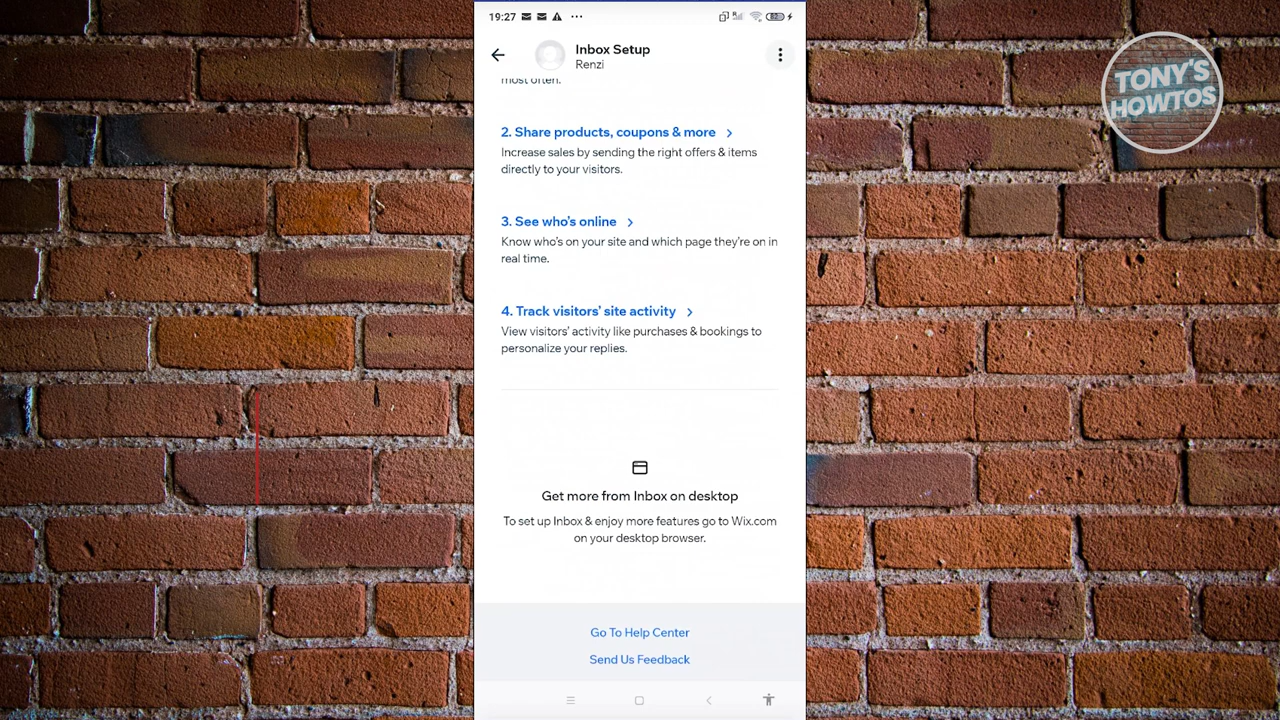 19:27
Inbox Setup
Renzi
TONY'S
HOWTOS
most often.
2. Share products, coupons & more
Increase sales by sending the right offers & items
directly to your visitors.
3. See who's online
Know who's on your site and which page they're on in
real time.
4. Track visitors' site activity
View visitors' activity like purchases & bookings to
personalize your replies.
Get more from Inbox on desktop
To set up Inbox & enjoy more features go to Wix.com
on your desktop browser.
Go To Help Center
Send Us Feedback